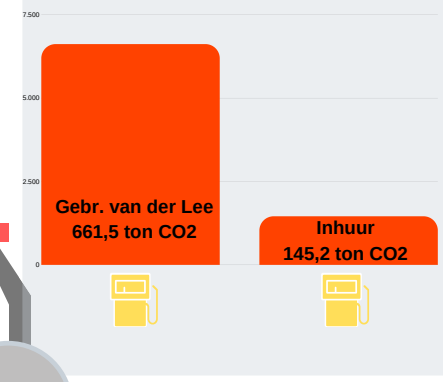 7.500
5.000
2.500
0
Gebr. van der Lee
661,5 ton CO2
Inhuur
145,2 ton CO2